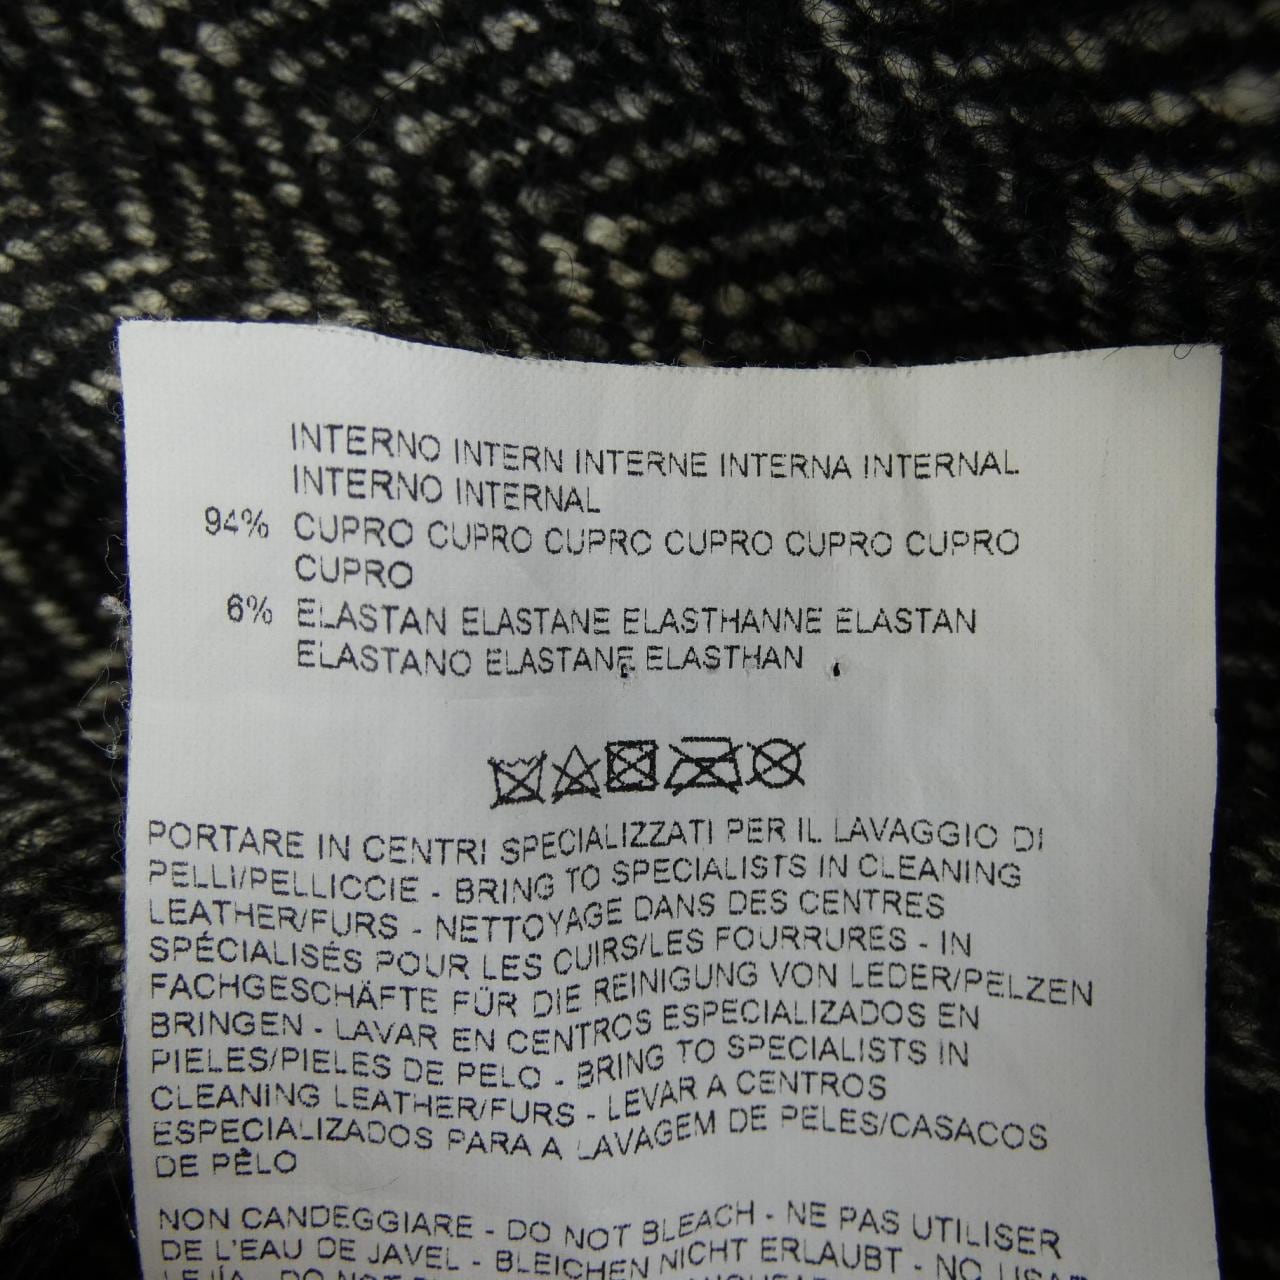 INTERNO INTERN INTERNE INTERNA INTERNAL
INTERNO INTERNAL
94% CUPRO CUPRO CUPRO CUPRO CUPRO CUPRO
CUPRO
6% ELASTAN ELASTANE ELASTHANNE ELASTAN
ELASTANO ELASTANE ELASTHAN
PORTARE IN CENTRI SPECIALIZZATI PER IL LAVAGGIO DI
PELLI/PELLICCIE - BRING TO SPECIALISTS IN CLEANING
LEATHER/FURS - NETTOYAGE DANS DES CENTRES
SPÉCIALISÉS POUR LES CUIRS/LES FOURRURES - IN
FACHGESCHÄFTE FÜR DIE REINIGUNG VON LEDER/PELZEN
BRINGEN - LAVAR EN CENTROS ESPECIALIZADOS EN
PIELES/PIELES DE PELO - BRING TO SPECIALISTS IN
CLEANING LEATHER/FURS - LEVAR A CENTROS
ESPECIALIZADOS PARA A LAVAGEM DE PELES/CASACOS
DE PÊLO
NON CANDEGGIARE - DO NOT BLEACH - NE PAS UTILISER
DE L'EAU DE JAVEL - BLEICHEN NICHT ERLAUBT - NO USAR
LEJÍA - DO NOT